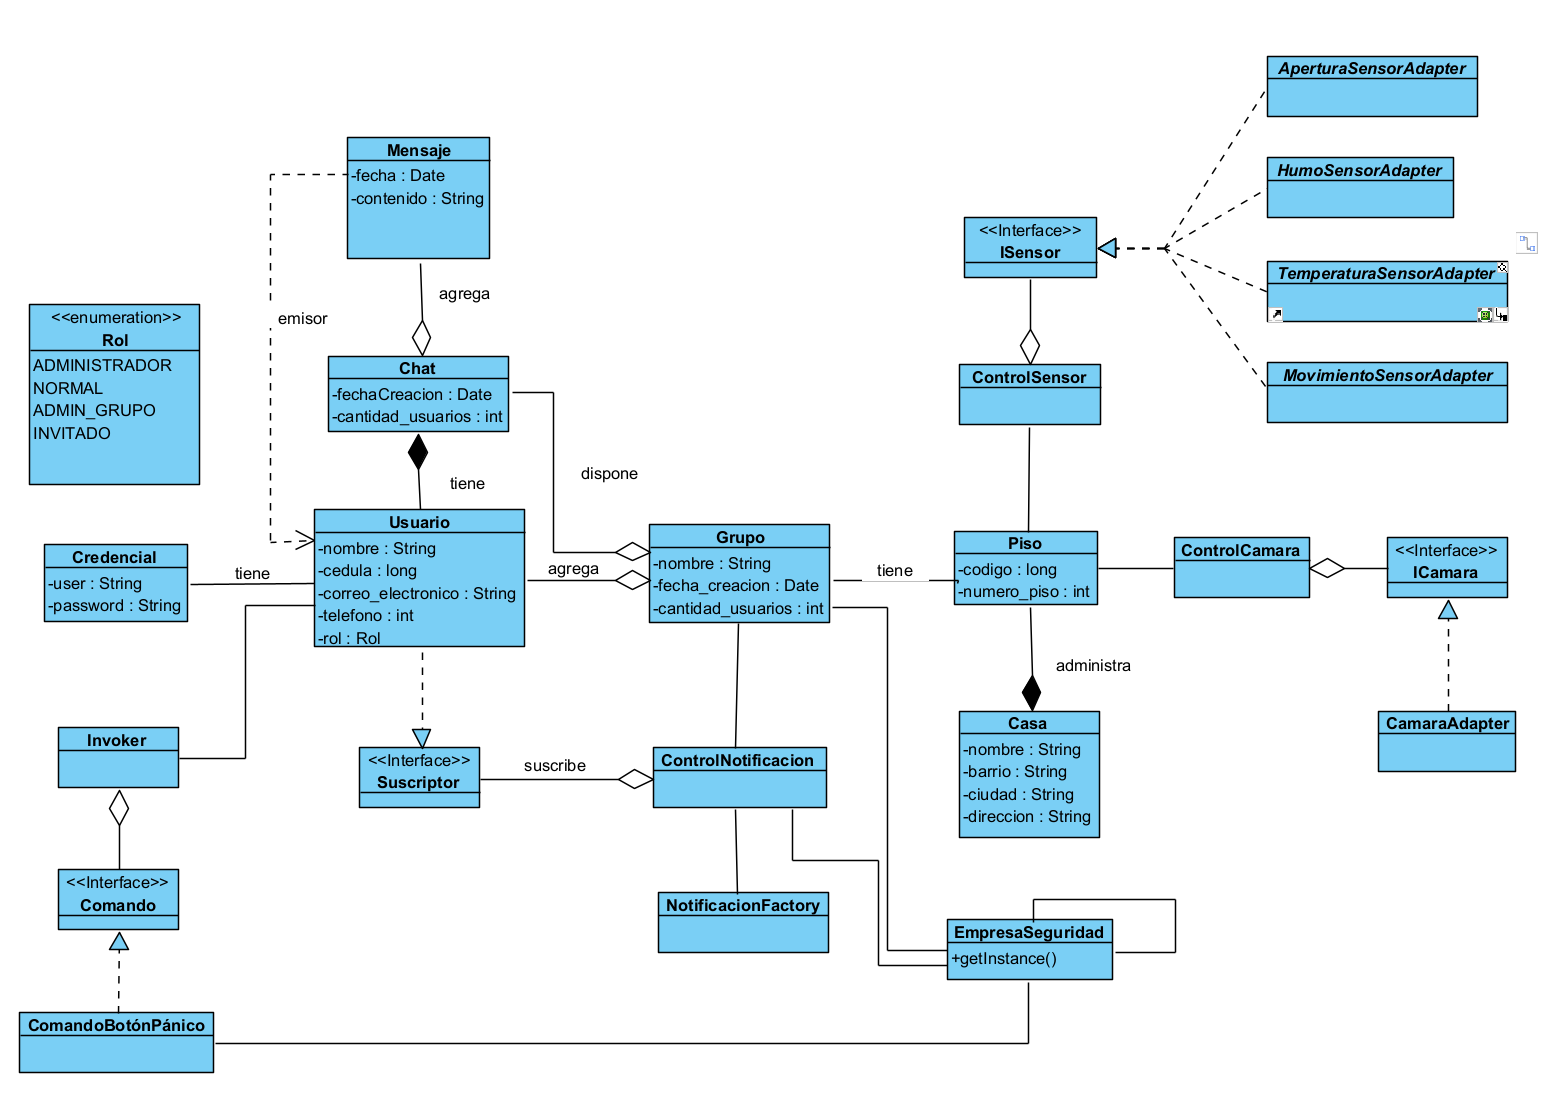 AperturaSensorAdapter
Mensaje
-fecha : Date
-contenido : String
HumoSensorAdapter
<<Interface>>
ISensor
TemperaturaSensorAdapter
agrega
emisor
<<enumeration>>
Rol
ADMINISTRADOR
NORMAL
ADMIN_GRUPO
INVITADO
Chat
-fechaCreacion : Date
-cantidad_usuarios : int
ControlSensor
MovimientoSensorAdapter
dispone
tiene
Usuario
-nombre : String
-cedula : long
-correo_electronico : String
-telefono : int
-rol : Rol
Credencial
-user : String
-password : String
tiene
agrega
Grupo
-nombre : String
-fecha_creacion : Date
-cantidad_usuarios : int
tiene
Piso
-codigo : long
-numero_piso : int
ControlCamara
<<Interface>>
ICamara
administra
Casa
-nombre : String
-barrio : String
-ciudad : String
-direccion : String
CamaraAdapter
Invoker
<<Interface>>
Suscriptor
suscribe
ControlNotificacion
<<Interface>>
Comando
NotificacionFactory
EmpresaSeguridad
+getInstance()
ComandoBotónPánico